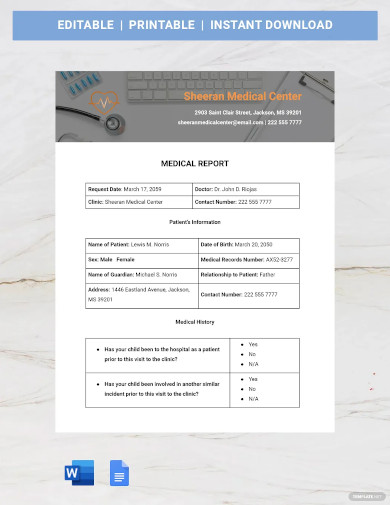 EDITABLE | PRINTABLE | INSTANT DOWNLOAD
Sheeran Medical Center
2903 Saint Clair Street, Jackson, MS 39201
sheeranmedicalcenter@email.com | 222 555 7777
MEDICAL REPORT
Request Date: March 17, 2059 Doctor: Dr. John D. Riojas
Clinic: Sheeran Medical Center Contact Number: 222 555 7777
Patient's Information
Name of Patient: Lewis M. Norris Date of Birth: March 20, 2050
Sex: Male Female Medical Records Number: AX52-3277
Name of Guardian: Michael S. Norris Relationship to Patient: Father
Address: 1446 Eastland Avenue, Jackson,
MS 39201 Contact Number: 222 555 7777
Medical History
• Has your child been to the hospital as a patient
prior to this visit to the clinic?
• Yes
• No
• N/A
• Has your child been involved in another similar
incident prior to this visit to the clinic?
• Yes
• No
• N/A
W
TEMPLATE.NET